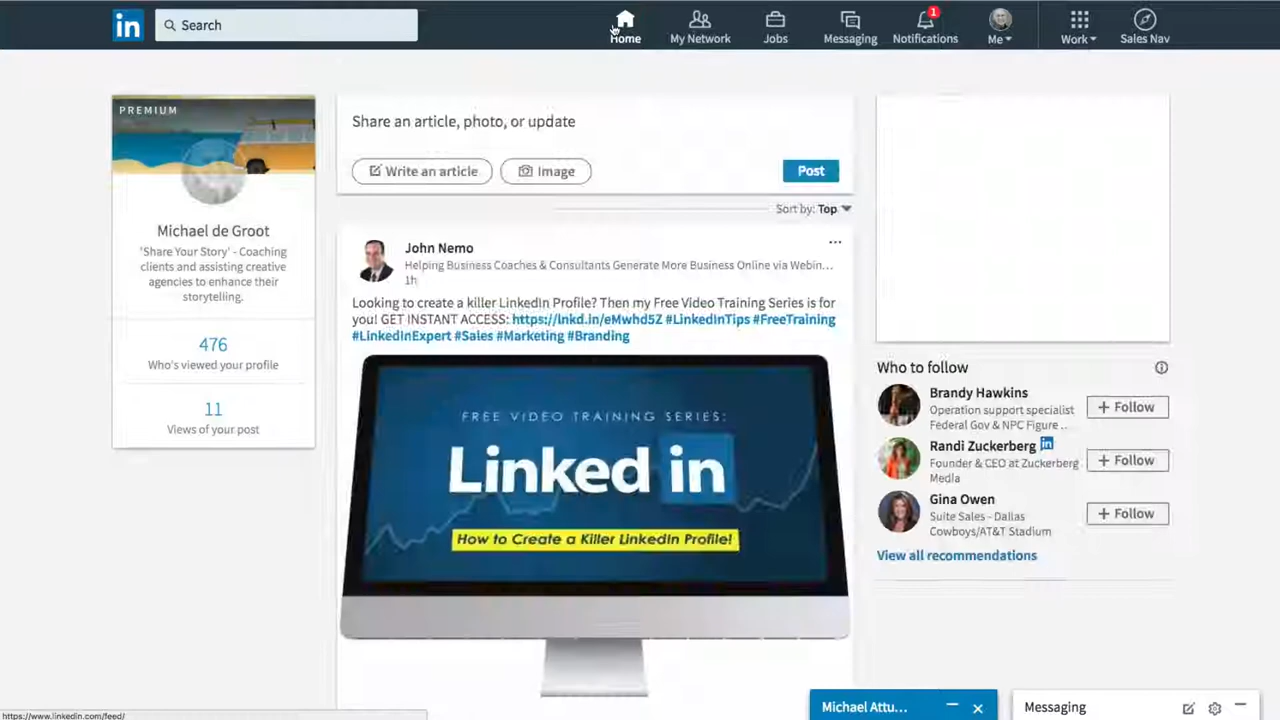 in Search Home My Network Jobs Messaging 1 Notifications Me Work Sales Nav
PREMIUM
Michael de Groot
'Share Your Story' - Coaching
clients and assisting creative
agencies to enhance their
storytelling.
476
Who's viewed your profile
11
Views of your post
Share an article, photo, or update
Write an article Image Post
Sort by: Top
John Nemo
Helping Business Coaches & Consultants Generate More Business Online via Webin...
1h
Looking to create a killer LinkedIn Profile? Then my Free Video Training Series is for
you! GET INSTANT ACCESS: https://lnkd.in/eMwhd5Z #LinkedInTips #FreeTraining
#LinkedInExpert #Sales #Marketing #Branding
FREE VIDEO TRAINING SERIES:
Linked in
How to Create a Killer LinkedIn Profile!
Who to follow
Brandy Hawkins
Operation support specialist
Federal Gov & NPC Figure ..
+ Follow
Randi Zuckerberg in
Founder & CEO at Zuckerberg
Media
+ Follow
Gina Owen
Suite Sales - Dallas
Cowboys/AT&T Stadium
+ Follow
View all recommendations
Michael Attu...
Messaging
https://www.linkedin.com/feed/